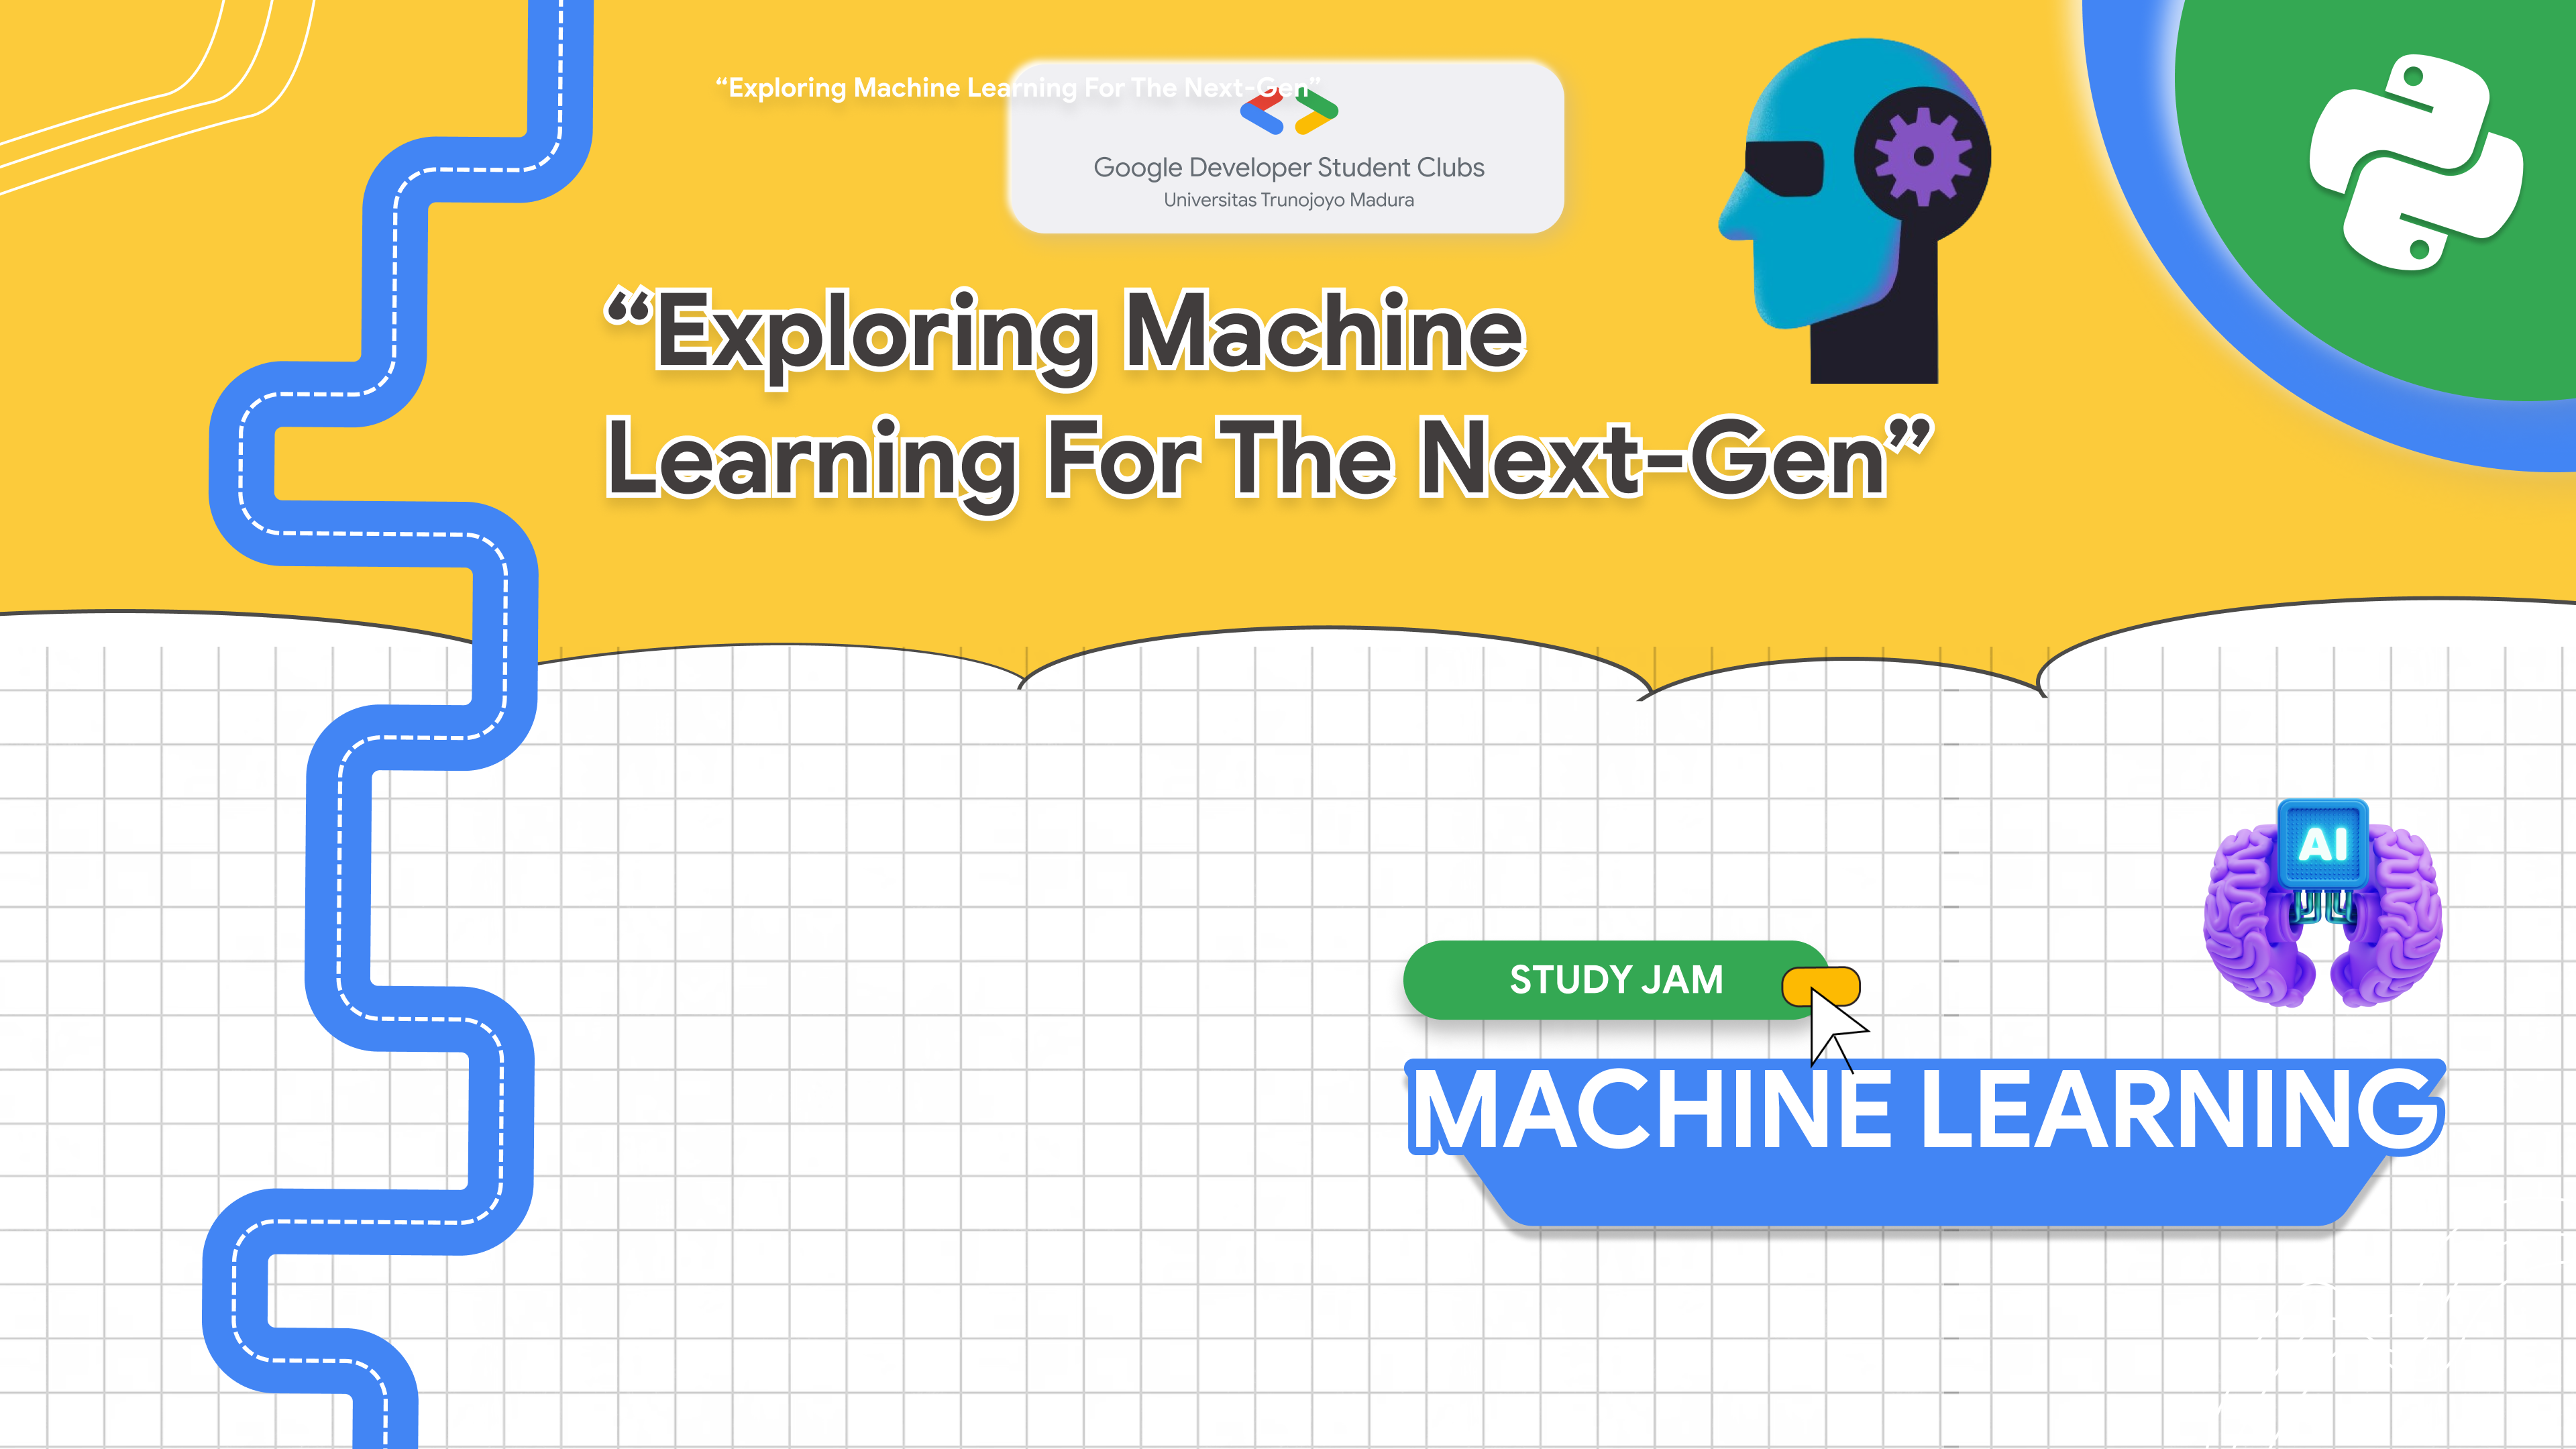 “Exploring Machine Learning For The Next-Gen”
Google Developer Student Clubs
Universitas Trunojoyo Madura
“Exploring Machine
Learning For The Next-Gen”
AI
STUDY JAM
MACHINE LEARNING